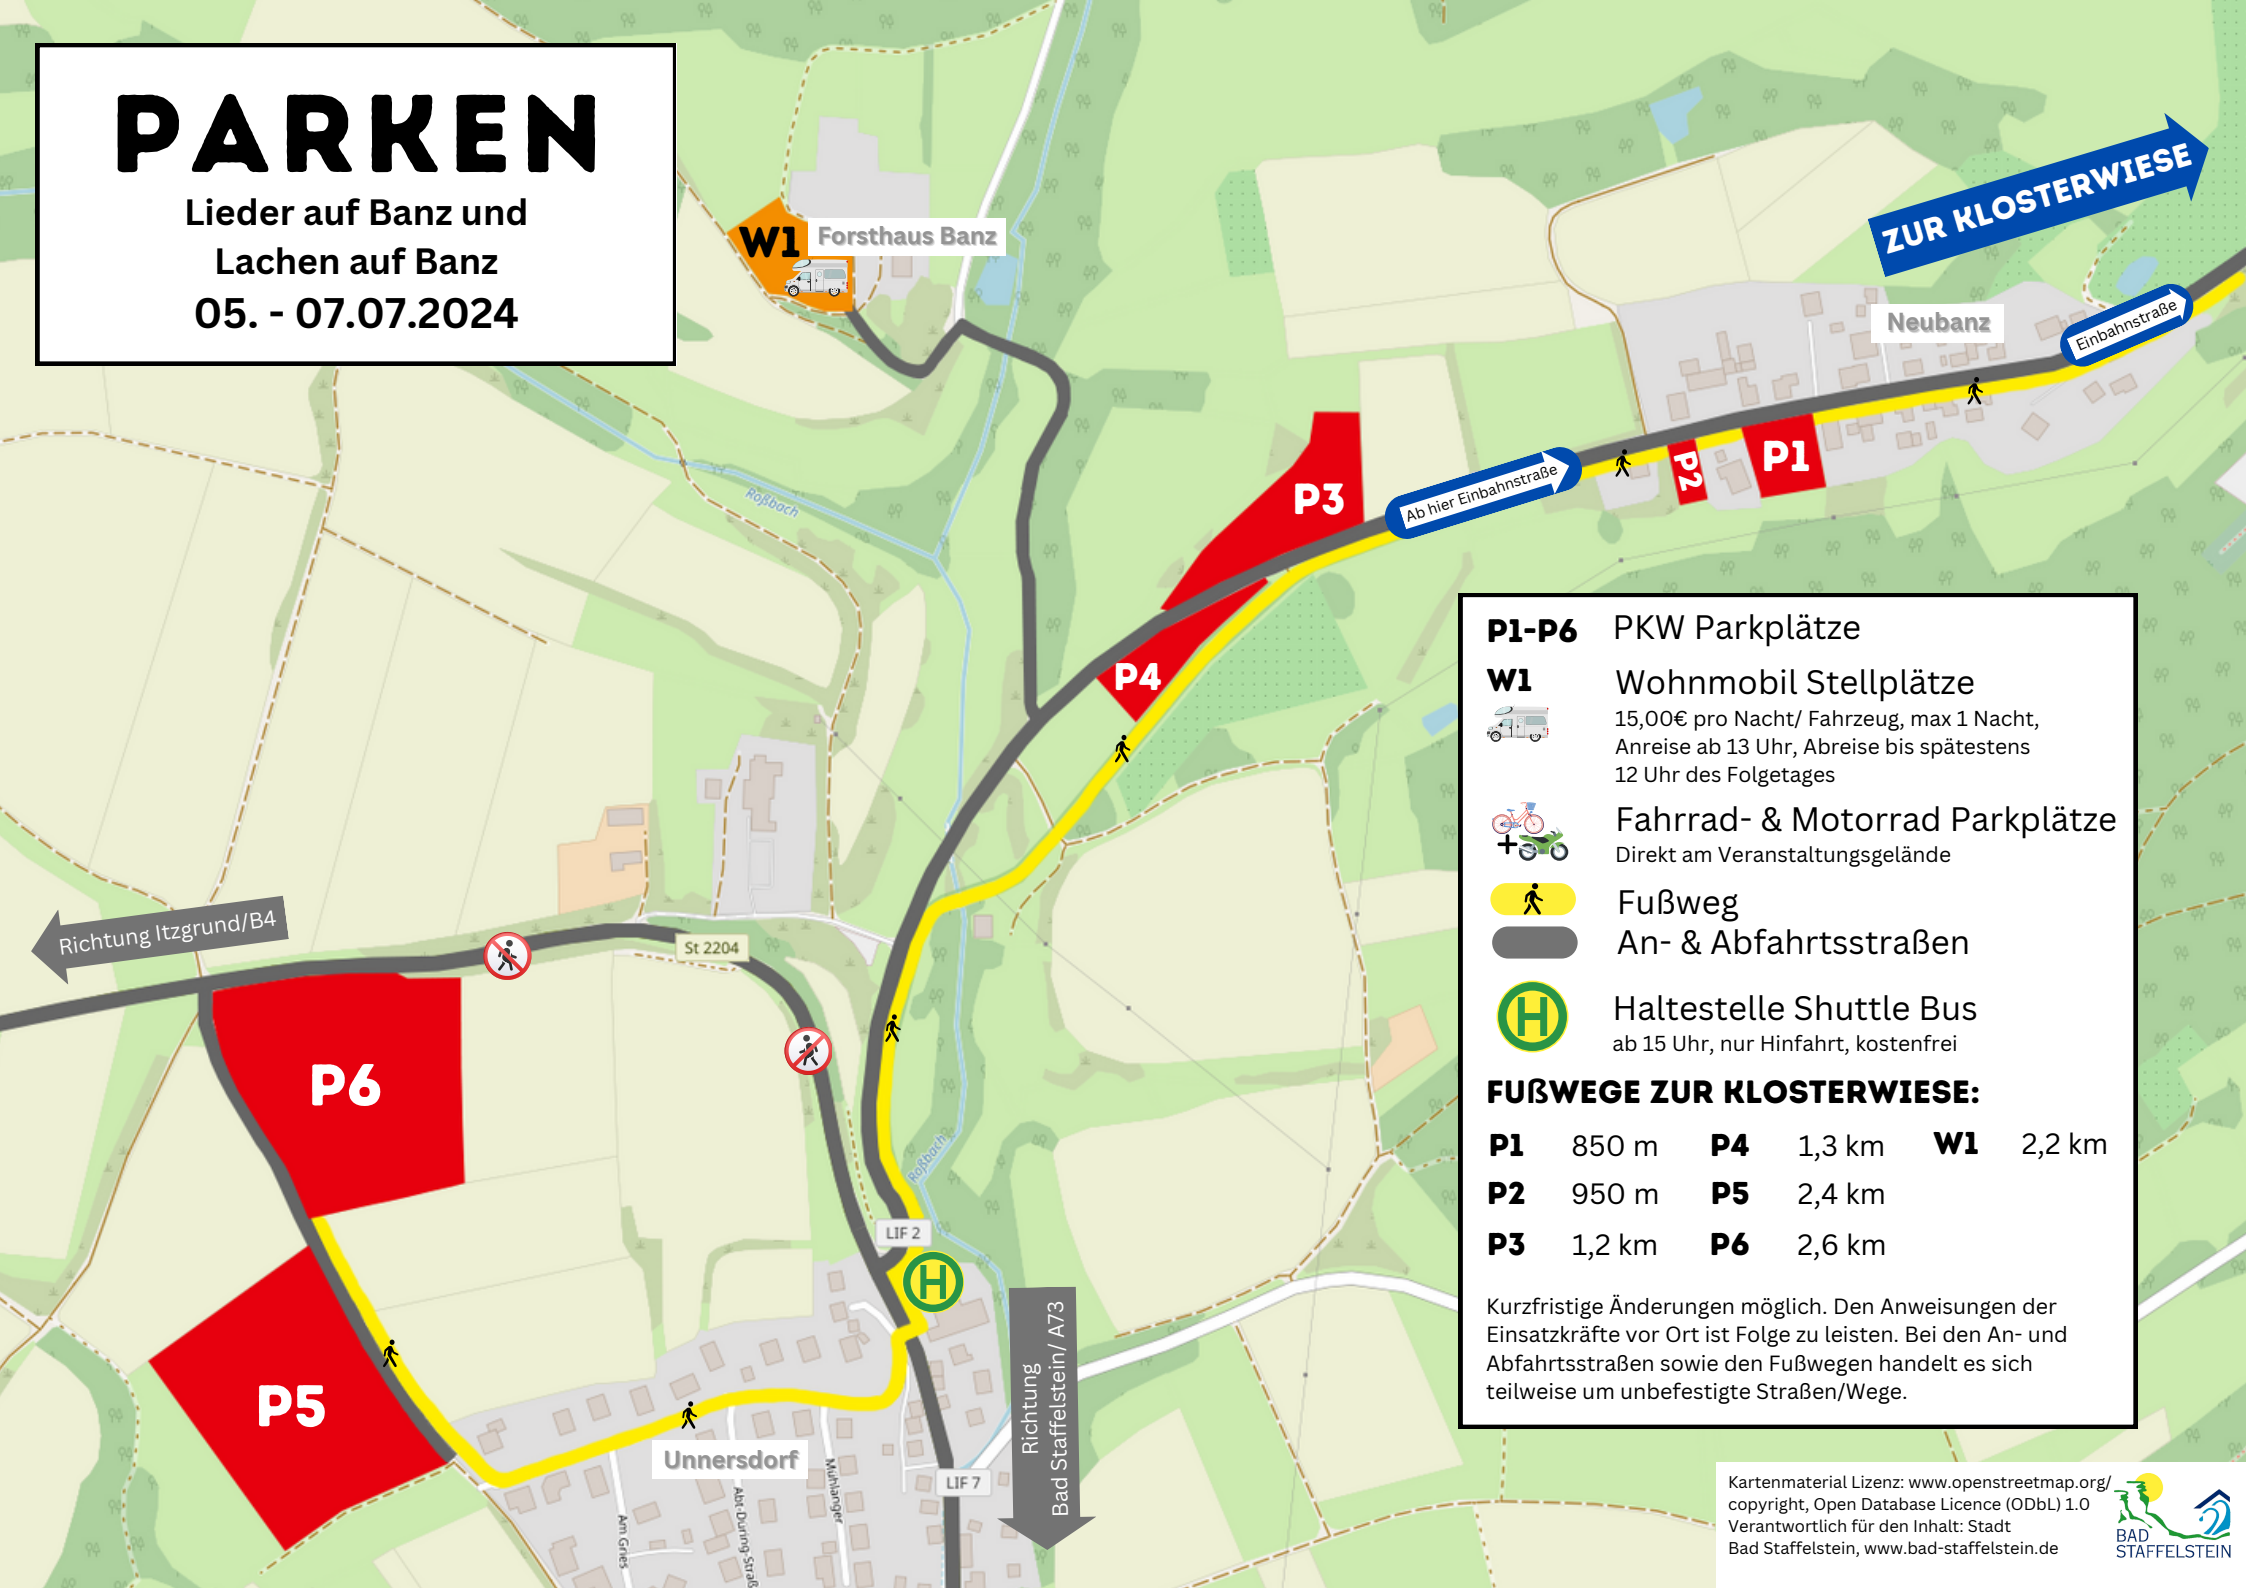 PARKEN
Lieder auf Banz und
Lachen auf Banz
05. - 07.07.2024
ZUR KLOSTERWIESE
W1
Forsthaus Banz
Neubanz
Einbahnstraße
P1
P2
P3
Ab hier Einbahnstraße
Roßbach
P4
Richtung Itzgrund/B4
St 2204
P6
Roßbach
LIF 2
H
P5
Richtung
Bad Staffelstein/ A73
Unnersdorf
LIF 7
Am Gries
Abt-Düring-Straß
Mühlanger
P1-P6 PKW Parkplätze
W1 Wohnmobil Stellplätze
15,00€ pro Nacht/ Fahrzeug, max 1 Nacht,
Anreise ab 13 Uhr, Abreise bis spätestens
12 Uhr des Folgetages
Fahrrad- & Motorrad Parkplätze
+
Direkt am Veranstaltungsgelände
Fußweg
An- & Abfahrtsstraßen
H Haltestelle Shuttle Bus
ab 15 Uhr, nur Hinfahrt, kostenfrei
FUßWEGE ZUR KLOSTERWIESE:
P1 850 m P4 1,3 km W1 2,2 km
P2 950 m P5 2,4 km
P3 1,2 km P6 2,6 km
Kurzfristige Änderungen möglich. Den Anweisungen der
Einsatzkräfte vor Ort ist Folge zu leisten. Bei den An- und
Abfahrtsstraßen sowie den Fußwegen handelt es sich
teilweise um unbefestigte Straßen/Wege.
Kartenmaterial Lizenz: www.openstreetmap.org/
copyright, Open Database Licence (ODbL) 1.0
Verantwortlich für den Inhalt: Stadt
Bad Staffelstein, www.bad-staffelstein.de
BAD
STAFFELSTEIN